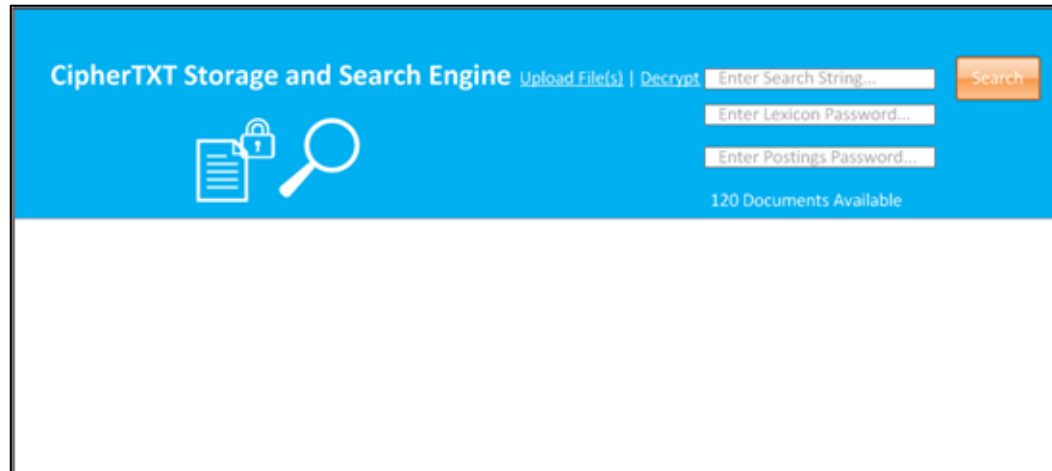 CipherTXT Storage and Search Engine Upload File(s) | Decrypt Enter Search String... Search
Enter Lexicon Password...
Enter Postings Password...
120 Documents Available